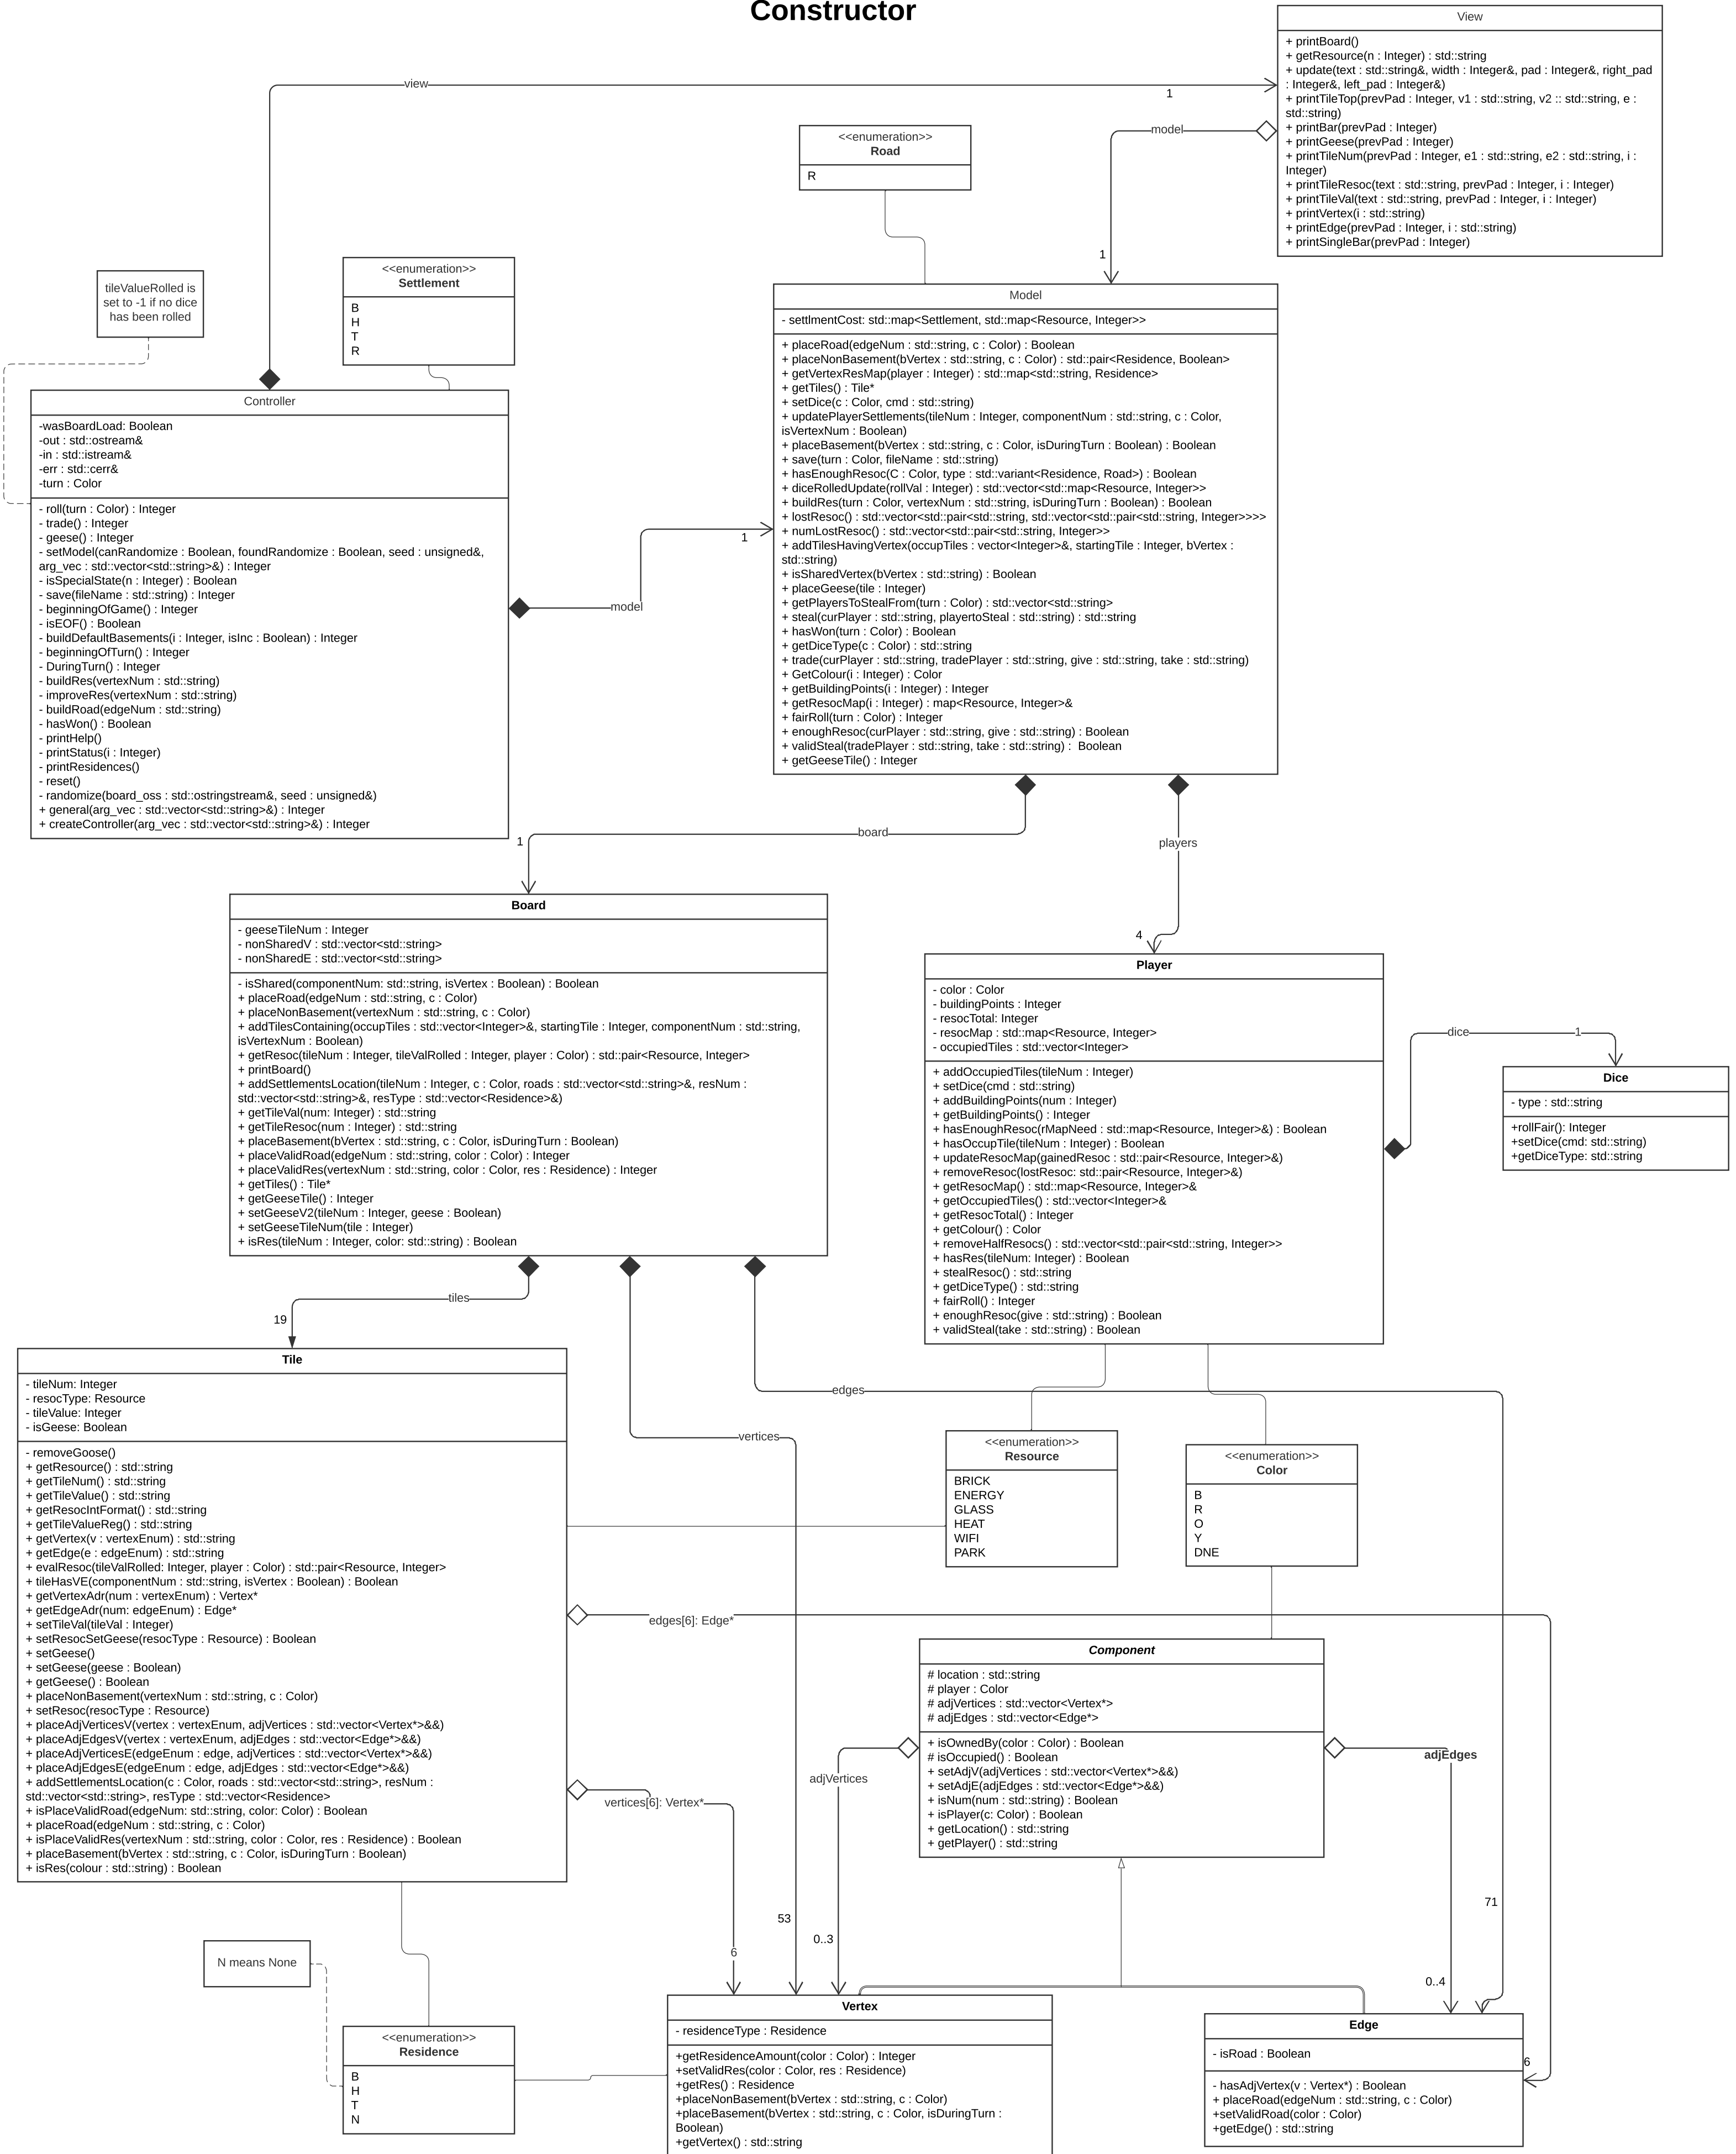 Constructor
View
+ printBoard()
+ getResource(n : Integer) : std::string
+ update(text : std::string&, width : Integer&, pad : Integer&, right_pad
: Integer&, left_pad : Integer&)
+ printTileTop(prevPad : Integer, v1 : std::string, v2 :: std::string, e :
std::string)
+ printBar(prevPad : Integer)
+ printGeese(prevPad : Integer)
+ printTileNum(prevPad : Integer, e1 : std::string, e2 : std::string, i :
Integer)
+ printTileResoc(text : std::string, prevPad : Integer, i : Integer)
+ printTileVal(text : std::string, prevPad : Integer, i : Integer)
+ printVertex(i : std::string)
+ printEdge(prevPad : Integer, i : std::string)
+ printSingleBar(prevPad : Integer)
view
1
model
1
<<enumeration>>
Road
R
<<enumeration>>
Settlement
B
H
T
R
tileValueRolled is
set to -1 if no dice
has been rolled
Controller
-wasBoardLoad: Boolean
-out : std::ostream&
-in : std::istream&
-err : std::cerr&
-turn : Color
- roll(turn : Color) : Integer
- trade() : Integer
- geese() : Integer
- setModel(canRandomize : Boolean, foundRandomize : Boolean, seed : unsigned&,
arg_vec : std::vector<std::string>&) : Integer
- isSpecialState(n : Integer) : Boolean
- save(fileName : std::string) : Integer
- beginningOfGame() : Integer
- isEOF() : Boolean
- buildDefaultBasements(i : Integer, isInc : Boolean) : Integer
- beginningOfTurn() : Integer
- DuringTurn() : Integer
- buildRes(vertexNum : std::string)
- improveRes(vertexNum : std::string)
- buildRoad(edgeNum : std::string)
- hasWon() : Boolean
- printHelp()
- printStatus(i : Integer)
- printResidences()
- reset()
- randomize(board_oss : std::ostringstream&, seed : unsigned&)
+ general(arg_vec : std::vector<std::string>&) : Integer
+ createController(arg_vec : std::vector<std::string>&) : Integer
model
1
Model
- settlmentCost: std::map<Settlement, std::map<Resource, Integer>>
+ placeRoad(edgeNum : std::string, c : Color) : Boolean
+ placeNonBasement(bVertex : std::string, c : Color) : std::pair<Residence, Boolean>
+ getVertexResMap(player : Integer) : std::map<std::string, Residence>
+ getTiles() : Tile*
+ setDice(c : Color, cmd : std::string)
+ updatePlayerSettlements(tileNum : Integer, componentNum : std::string, c : Color,
isVertexNum : Boolean)
+ placeBasement(bVertex : std::string, c : Color, isDuringTurn : Boolean) : Boolean
+ save(turn : Color, fileName : std::string)
+ hasEnoughResoc(C : Color, type : std::variant<Residence, Road>) : Boolean
+ diceRolledUpdate(rollVal : Integer) : std::vector<std::map<Resource, Integer>>
+ buildRes(turn : Color, vertexNum : std::string, isDuringTurn : Boolean) : Boolean
+ lostResoc() : std::vector<std::pair<std::string, std::vector<std::pair<std::string, Integer>>>>
+ numLostResoc() : std::vector<std::pair<std::string, Integer>>
+ addTilesHavingVertex(occupTiles : vector<Integer>&, startingTile : Integer, bVertex :
std::string)
+ isSharedVertex(bVertex : std::string) : Boolean
+ placeGeese(tile : Integer)
+ getPlayersToStealFrom(turn : Color) : std::vector<std::string>
+ steal(curPlayer : std::string, playertoSteal : std::string) : std::string
+ hasWon(turn : Color) : Boolean
+ getDiceType(c : Color) : std::string
+ trade(curPlayer : std::string, tradePlayer : std::string, give : std::string, take : std::string)
+ GetColour(i : Integer) : Color
+ getBuildingPoints(i : Integer) : Integer
+ getResocMap(i : Integer) : map<Resource, Integer>&
+ fairRoll(turn : Color) : Integer
+ enoughResoc(curPlayer : std::string, give : std::string) : Boolean
+ validSteal(tradePlayer : std::string, take : std::string) :  Boolean
+ getGeeseTile() : Integer
board
1
players
4
Board
- geeseTileNum : Integer
- nonSharedV : std::vector<std::string>
- nonSharedE : std::vector<std::string>
- isShared(componentNum: std::string, isVertex : Boolean) : Boolean
+ placeRoad(edgeNum : std::string, c : Color)
+ placeNonBasement(vertexNum : std::string, c : Color)
+ addTilesContaining(occupTiles : std::vector<Integer>&, startingTile : Integer, componentNum : std::string,
isVertexNum : Boolean)
+ getResoc(tileNum : Integer, tileValRolled : Integer, player : Color) : std::pair<Resource, Integer>
+ printBoard()
+ addSettlementsLocation(tileNum : Integer, c : Color, roads : std::vector<std::string>&, resNum :
std::vector<std::string>&, resType : std::vector<Residence>&)
+ getTileVal(num: Integer) : std::string
+ getTileResoc(num : Integer) : std::string
+ placeBasement(bVertex : std::string, c : Color, isDuringTurn : Boolean)
+ placeValidRoad(edgeNum : std::string, color : Color) : Integer
+ placeValidRes(vertexNum : std::string, color : Color, res : Residence) : Integer
+ getTiles() : Tile*
+ getGeeseTile() : Integer
+ setGeeseV2(tileNum : Integer, geese : Boolean)
+ setGeeseTileNum(tile : Integer)
+ isRes(tileNum : Integer, color: std::string) : Boolean
Player
- color : Color
- buildingPoints : Integer
- resocTotal: Integer
- resocMap : std::map<Resource, Integer>
- occupiedTiles : std::vector<Integer>
+ addOccupiedTiles(tileNum : Integer)
+ setDice(cmd : std::string)
+ addBuildingPoints(num : Integer)
+ getBuildingPoints() : Integer
+ hasEnoughResoc(rMapNeed : std::map<Resource, Integer>&) : Boolean
+ hasOccupTile(tileNum : Integer) : Boolean
+ updateResocMap(gainedResoc : std::pair<Resource, Integer>&)
+ removeResoc(lostResoc: std::pair<Resource, Integer>&)
+ getResocMap() : std::map<Resource, Integer>&
+ getOccupiedTiles() : std::vector<Integer>&
+ getResocTotal() : Integer
+ getColour() : Color
+ removeHalfResocs() : std::vector<std::pair<std::string, Integer>>
+ hasRes(tileNum: Integer) : Boolean
+ stealResoc() : std::string
+ getDiceType() : std::string
+ fairRoll() : Integer
+ enoughResoc(give : std::string) : Boolean
+ validSteal(take : std::string) : Boolean
dice
1
Dice
- type : std::string
+rollFair(): Integer
+setDice(cmd: std::string)
+getDiceType: std::string
tiles
19
vertices
53
edges
71
Tile
- tileNum: Integer
- resocType: Resource
- tileValue: Integer
- isGeese: Boolean
- removeGoose()
+ getResource() : std::string
+ getTileNum() : std::string
+ getTileValue() : std::string
+ getResocIntFormat() : std::string
+ getTileValueReg() : std::string
+ getVertex(v : vertexEnum) : std::string
+ getEdge(e : edgeEnum) : std::string
+ evalResoc(tileValRolled: Integer, player : Color) : std::pair<Resource, Integer>
+ tileHasVE(componentNum : std::string, isVertex : Boolean) : Boolean
+ getVertexAdr(num : vertexEnum) : Vertex*
+ getEdgeAdr(num: edgeEnum) : Edge*
+ setTileVal(tileVal : Integer)
+ setResocSetGeese(resocType : Resource) : Boolean
+ setGeese()
+ setGeese(geese : Boolean)
+ getGeese() : Boolean
+ placeNonBasement(vertexNum : std::string, c : Color)
+ setResoc(resocType : Resource)
+ placeAdjVerticesV(vertex : vertexEnum, adjVertices : std::vector<Vertex*>&&)
+ placeAdjEdgesV(vertex : vertexEnum, adjEdges : std::vector<Edge*>&&)
+ placeAdjVerticesE(edgeEnum : edge, adjVertices : std::vector<Vertex*>&&)
+ placeAdjEdgesE(edgeEnum : edge, adjEdges : std::vector<Edge*>&&)
+ addSettlementsLocation(c : Color, roads : std::vector<std::string>, resNum :
std::vector<std::string>, resType : std::vector<Residence>
+ isPlaceValidRoad(edgeNum: std::string, color: Color) : Boolean
+ placeRoad(edgeNum : std::string, c : Color)
+ isPlaceValidRes(vertexNum : std::string, color : Color, res : Residence) : Boolean
+ placeBasement(bVertex : std::string, c : Color, isDuringTurn : Boolean)
+ isRes(colour : std::string) : Boolean
<<enumeration>>
Resource
BRICK
ENERGY
GLASS
HEAT
WIFI
PARK
<<enumeration>>
Color
B
R
O
Y
DNE
edges[6]: Edge*
6
vertices[6]: Vertex*
6
Component
# location : std::string
# player : Color
# adjVertices : std::vector<Vertex*>
# adjEdges : std::vector<Edge*>
+ isOwnedBy(color : Color) : Boolean
# isOccupied() : Boolean
+ setAdjV(adjVertices : std::vector<Vertex*>&&)
+ setAdjE(adjEdges : std::vector<Edge*>&&)
+ isNum(num : std::string) : Boolean
+ isPlayer(c: Color) : Boolean
+ getLocation() : std::string
+ getPlayer() : std::string
adjVertices
0..3
adjEdges
0..4
N means None
<<enumeration>>
Residence
B
H
T
N
Vertex
- residenceType : Residence
+getResidenceAmount(color : Color) : Integer
+setValidRes(color : Color, res : Residence)
+getRes() : Residence
+placeNonBasement(bVertex : std::string, c : Color)
+placeBasement(bVertex : std::string, c : Color, isDuringTurn :
Boolean)
+getVertex() : std::string
Edge
- isRoad : Boolean
- hasAdjVertex(v : Vertex*) : Boolean
+ placeRoad(edgeNum : std::string, c : Color)
+setValidRoad(color : Color)
+getEdge() : std::string